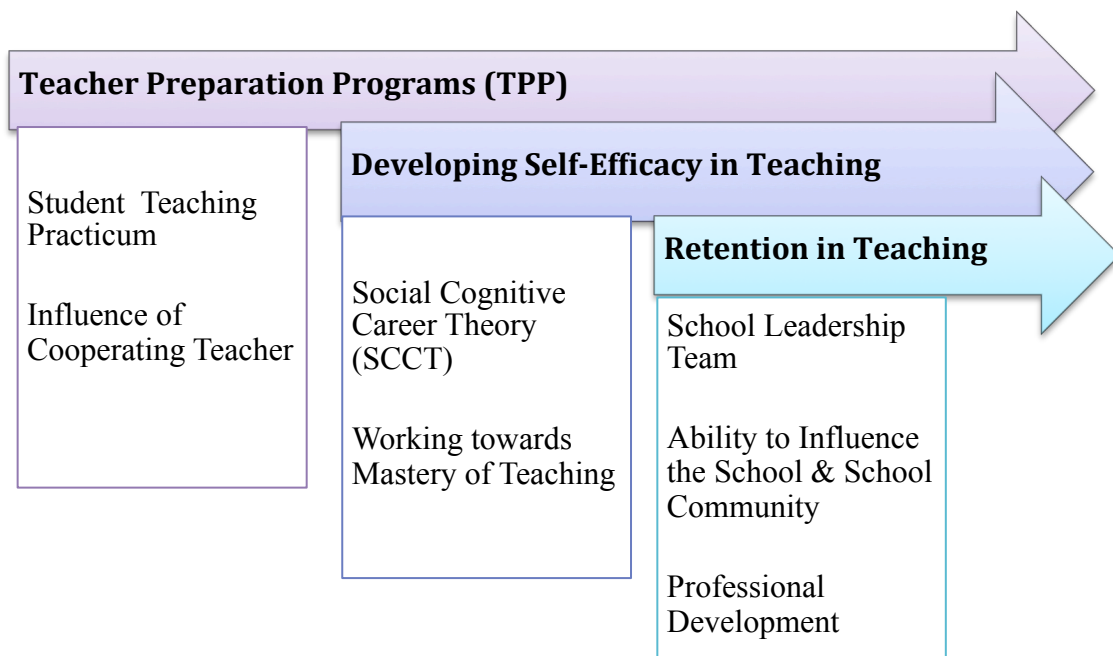 Teacher Preparation Programs (TPP)
Student Teaching
Practicum
Influence of
Cooperating Teacher
Developing Self-Efficacy in Teaching
Social Cognitive
Career Theory
(SCCT)
Working towards
Mastery of Teaching
Retention in Teaching
School Leadership
Team
Ability to Influence
the School & School
Community
Professional
Development